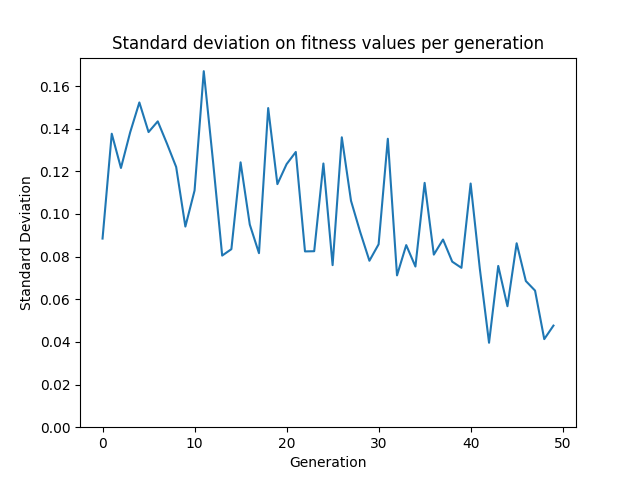 Standard deviation on fitness values per generation
0.16
0.14
0.12
0.10
0.08
0.06
0.04
0.02
0.00
Standard Deviation
0 10 20 30 40 50
Generation